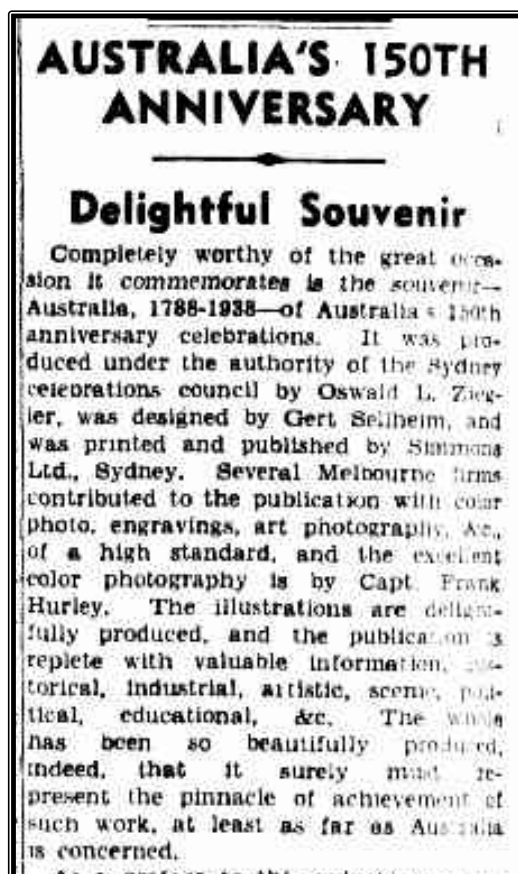 AUSTRALIA'S 150TH
ANNIVERSARY
Delightful Souvenir
Completely worthy of the great occa-
sion it commemorates is the souvenir—
Australia, 1788-1938—of Australia's 150th
anniversary celebrations. It was pro-
duced under the authority of the Sydney
celebrations council by Oswald L. Zieg-
ler, was designed by Gert Sellheim, and
was printed and published by Simmons
Ltd., Sydney. Several Melbourne firms
contributed to the publication with color
photo, engravings, art photography, &c.,
of a high standard, and the excellent
color photography is by Capt. Frank
Hurley. The illustrations are delight-
fully produced, and the publication is
replete with valuable information, his-
torical, industrial, artistic, scenic, poli-
tical, educational, &c. The whole
has been so beautifully produced,
indeed, that it surely must re-
present the pinnacle of achievement of
such work, at least as far as Australia
is concerned.